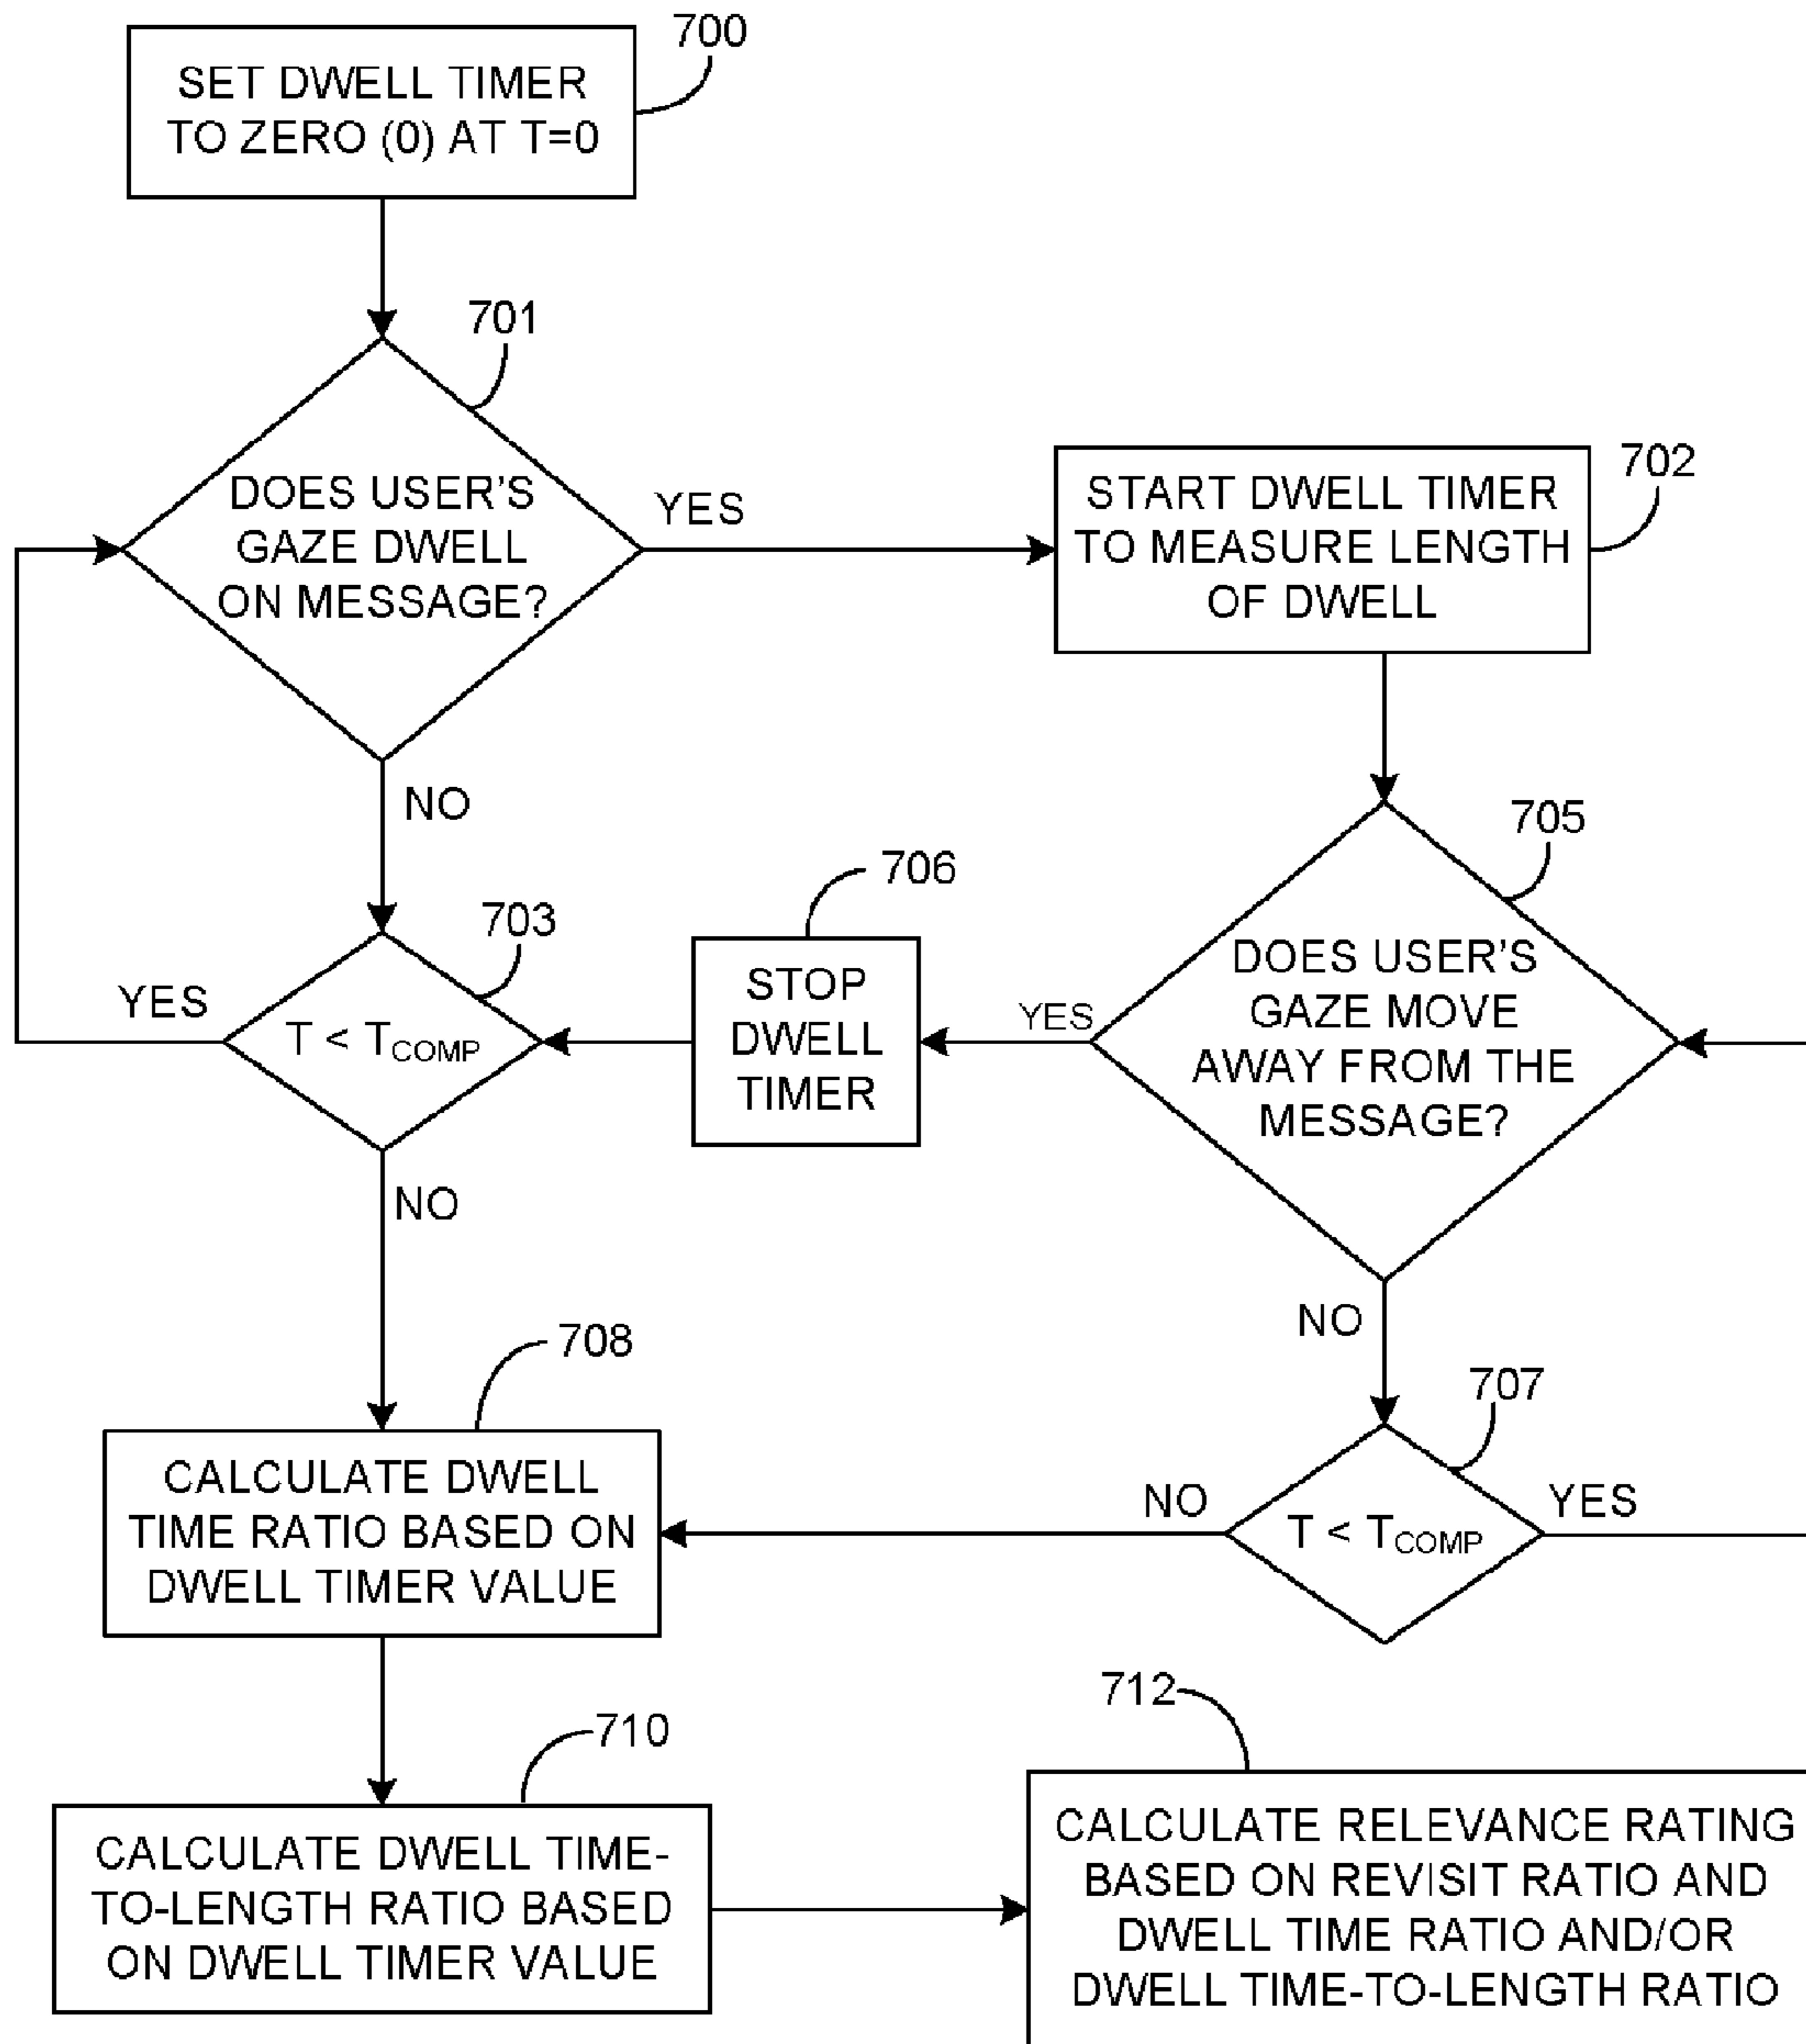 700
SET DWELL TIMER
TO ZERO (0) AT T=0
701
DOES USER'S
GAZE DWELL
ON MESSAGE?
YES
702
START DWELL TIMER
TO MEASURE LENGTH
OF DWELL
NO
703
T < TCOMP
YES
NO
706
STOP
DWELL
TIMER
YES
705
DOES USER'S
GAZE MOVE
AWAY FROM THE
MESSAGE?
NO
707
T < TCOMP
NO
YES
708
CALCULATE DWELL
TIME RATIO BASED ON
DWELL TIMER VALUE
710
CALCULATE DWELL TIME-
TO-LENGTH RATIO BASED
ON DWELL TIMER VALUE
712
CALCULATE RELEVANCE RATING
BASED ON REVISIT RATIO AND
DWELL TIME RATIO AND/OR
DWELL TIME-TO-LENGTH RATIO